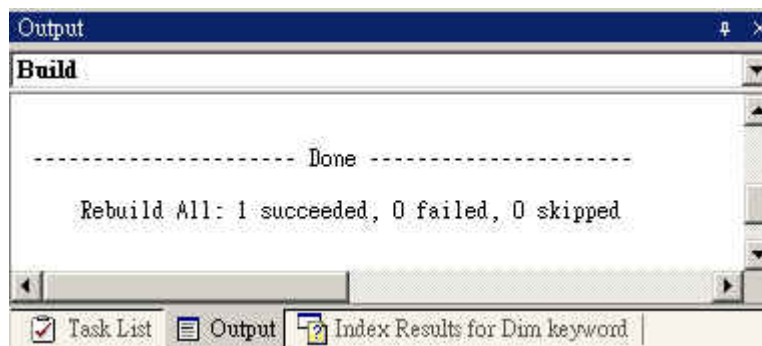 Output
Build
---------------------- Done ----------------------
Rebuild All: 1 succeeded, 0 failed, 0 skipped
Task List Output Index Results for Dim keyword